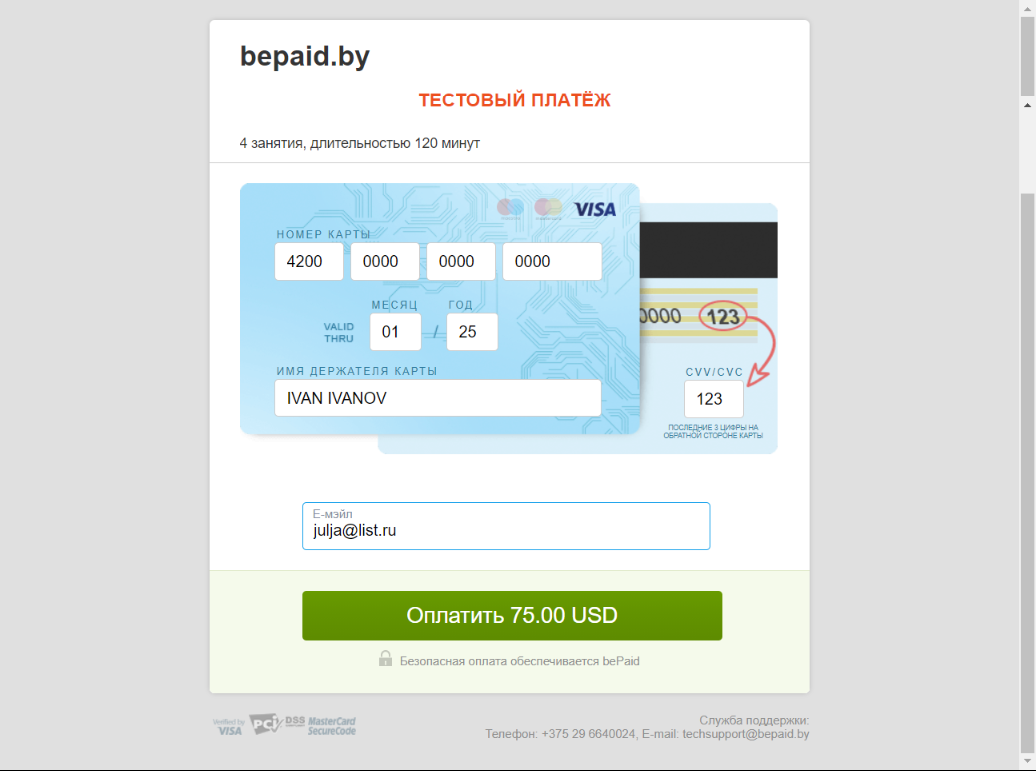 bepaid.by
ТЕСТОВЫЙ ПЛАТЁЖ
4 занятия, длительностью 120 минут
VISA
НОМЕР КАРТЫ
4200 0000 0000 0000
МЕСЯЦ ГОД
VALID THRU 01 / 25
0000 123
ИМЯ ДЕРЖАТЕЛЯ КАРТЫ
IVAN IVANOV
CVV/CVC
123
ПОСЛЕДНИЕ 3 ЦИФРЫ НА
ОБРАТНОЙ СТОРОНЕ КАРТЫ
Е-мэйл
julja@list.ru
Оплатить 75.00 USD
Безопасная оплата обеспечивается bePaid
Verified by VISA PCI DSS MasterCard SecureCode
Служба поддержки:
Телефон: +375 29 6640024, E-mail: techsupport@bepaid.by